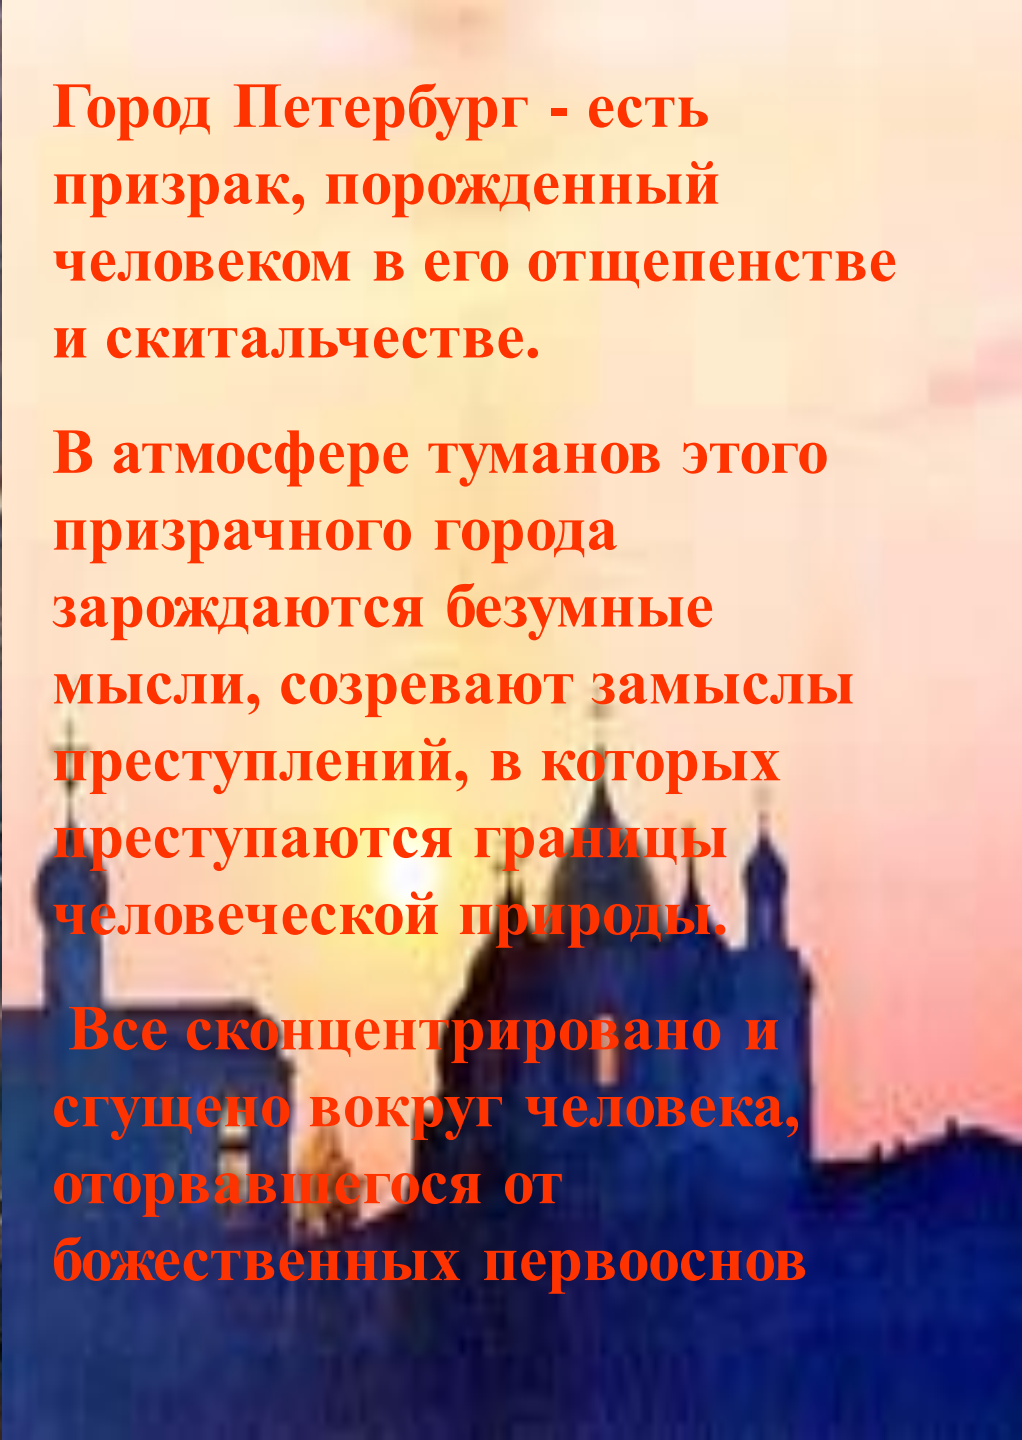 Город Петербург - есть
призрак, порожденный
человеком в его отщепенстве
и скитальчестве.
В атмосфере туманов этого
призрачного города
зарождаются безумные
мысли, созревают замыслы
преступлений, в которых
преступаются границы
человеческой природы.
Все сконцентрировано и
сгущено вокруг человека,
оторвавшегося от
божественных первооснов